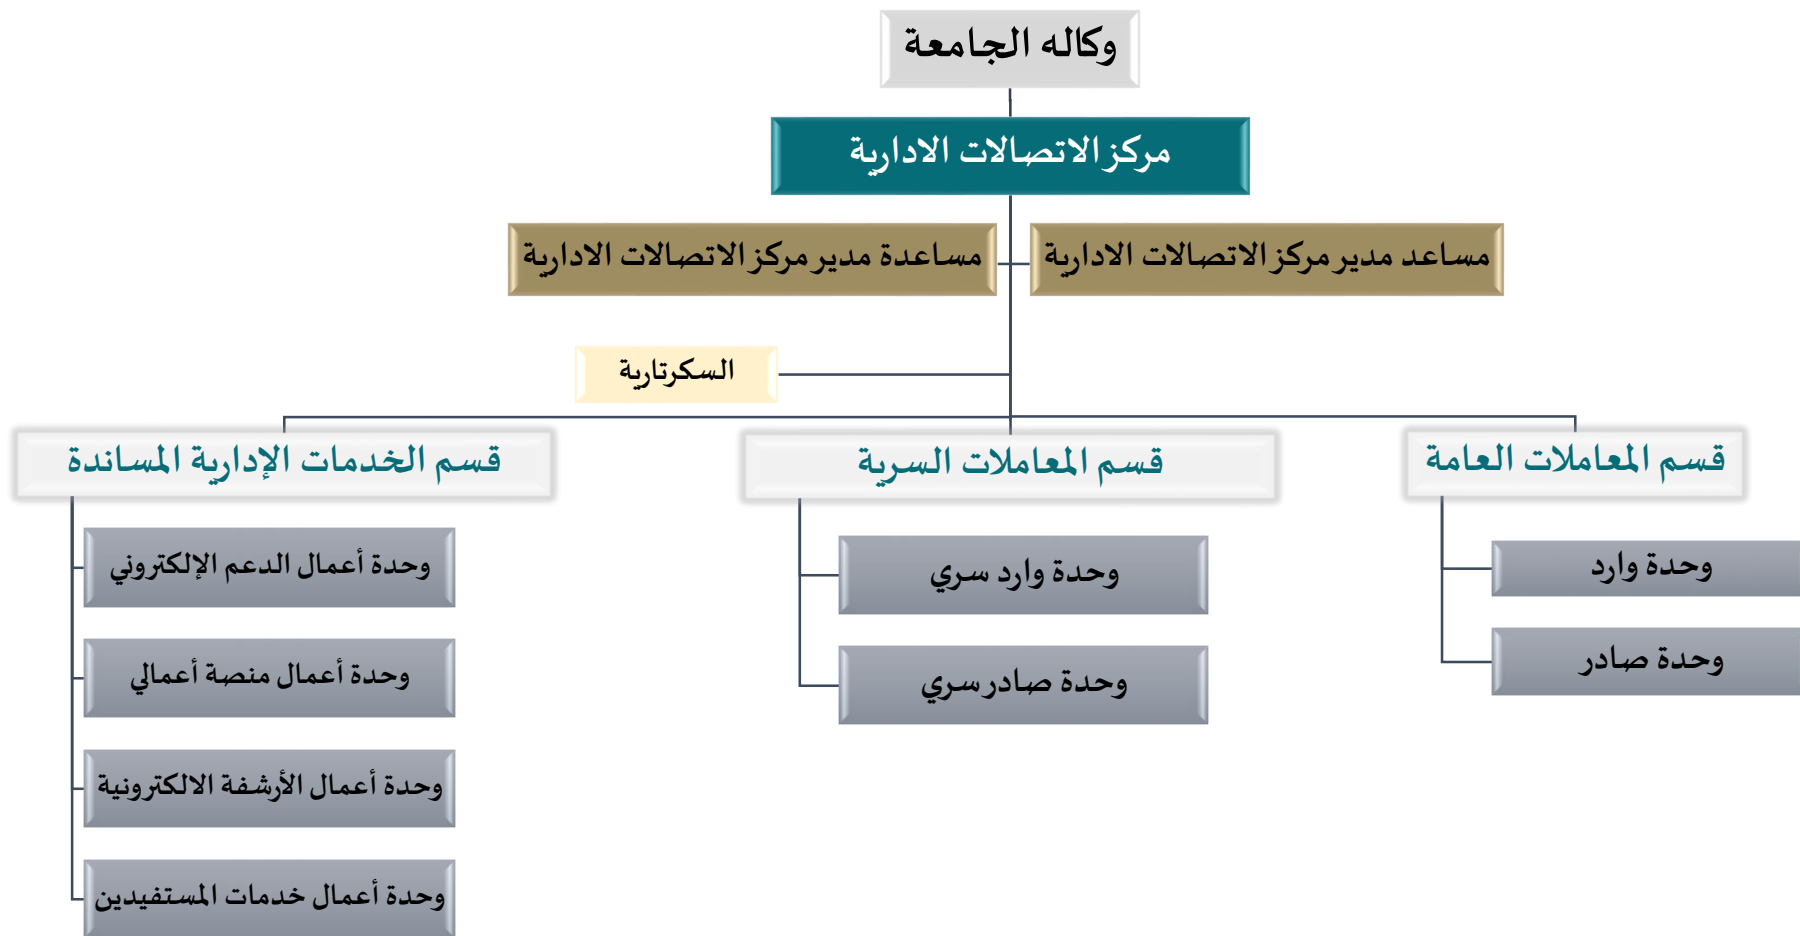 وكاله الجامعة
مركز الاتصالات الادارية
مساعد مدير مركز الاتصالات الادارية
مساعدة مدير مركز الاتصالات الادارية
السكرتارية
قسم المعاملات العامة
وحدة وارد
وحدة صادر
قسم المعاملات السرية
وحدة وارد سري
وحدة صادر سري
قسم الخدمات الإدارية المساندة
وحدة أعمال الدعم الإلكتروني
وحدة أعمال منصة أعمالي
وحدة أعمال الأرشفة الالكترونية
وحدة أعمال خدمات المستفيدين